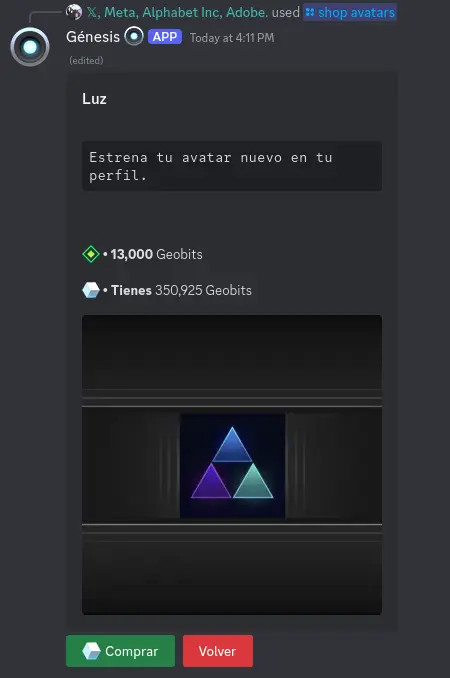 𝕏, Meta, Alphabet Inc, Adobe. used shop avatars
Génesis APP Today at 4:11 PM
(edited)
Luz
Estrena tu avatar nuevo en tu
perfil.
• 13,000 Geobits
• Tienes 350,925 Geobits
Comprar Volver